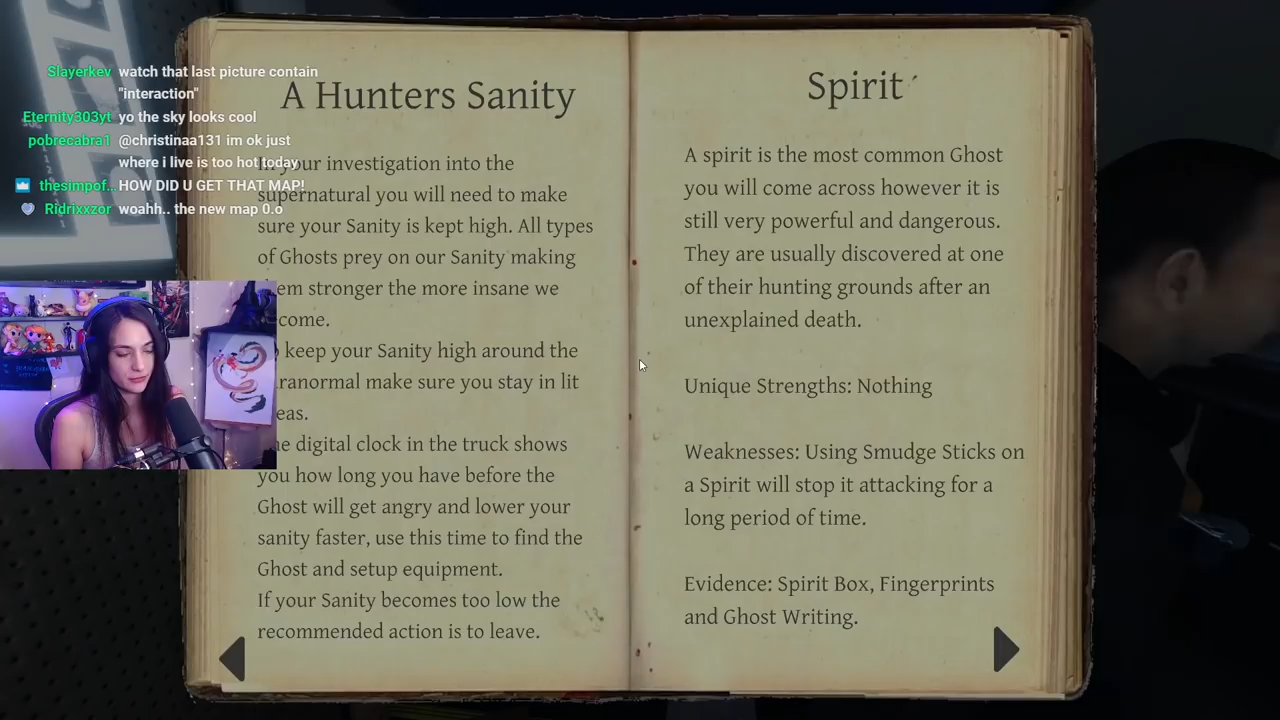 Slayerkev watch that last picture contain
"interaction"
Eternity303yt yo the sky looks cool
pobrecabra1 @christinaa131 im ok just
where i live is too hot today
thesimpof... HOW DID U GET THAT MAP!
Ridrixxzor woahh.. the new map 0.o
A Hunters Sanity
In your investigation into the
supernatural you will need to make
sure your Sanity is kept high. All types
of Ghosts prey on our Sanity making
them stronger the more insane we
come.
keep your Sanity high around the
ranormal make sure you stay in lit
eas.
e digital clock in the truck shows
you how long you have before the
Ghost will get angry and lower your
sanity faster, use this time to find the
Ghost and setup equipment.
If your Sanity becomes too low the
recommended action is to leave.
Spirit
A spirit is the most common Ghost
you will come across however it is
still very powerful and dangerous.
They are usually discovered at one
of their hunting grounds after an
unexplained death.
Unique Strengths: Nothing
Weaknesses: Using Smudge Sticks on
a Spirit will stop it attacking for a
long period of time.
Evidence: Spirit Box, Fingerprints
and Ghost Writing.